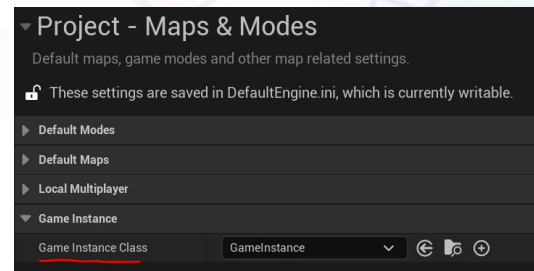 Project - Maps & Modes
Default maps, game modes and other map related settings.
These settings are saved in DefaultEngine.ini, which is currently writable.
Default Modes
Default Maps
Local Multiplayer
Game Instance
Game Instance Class GameInstance